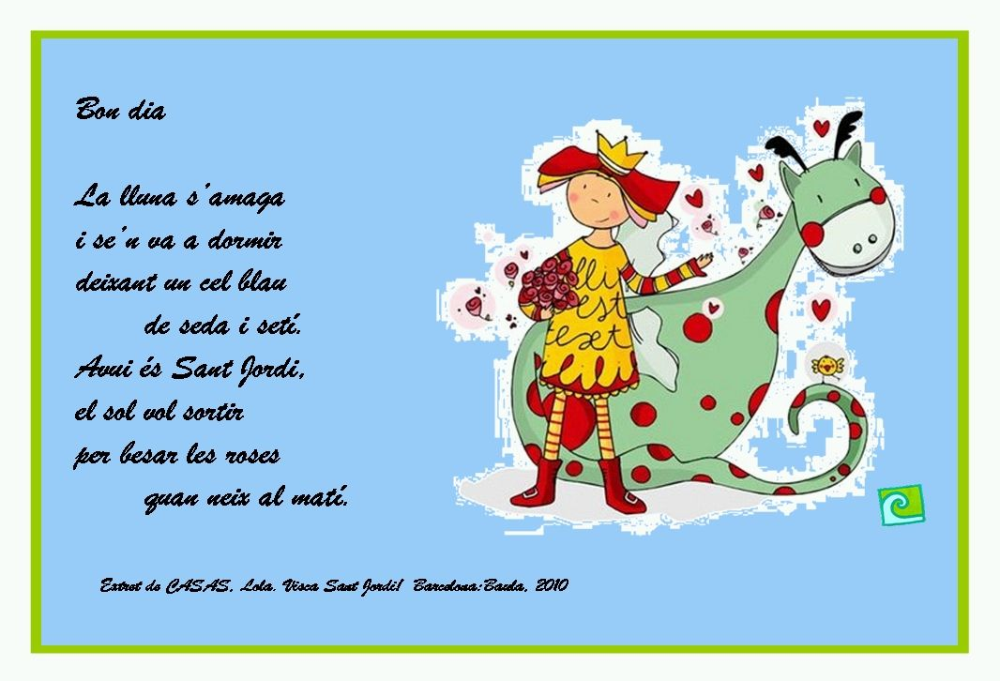 Bon dia
La lluna s'amaga
i se'n va a dormir
deixant un cel blau
de seda i setí.
Avui és Sant Jordi,
el sol vol sortir
per besar les roses
quan neix al matí.
Extret de CASAS, Lola. Visca Sant Jordi! Barcelona:Baula, 2010